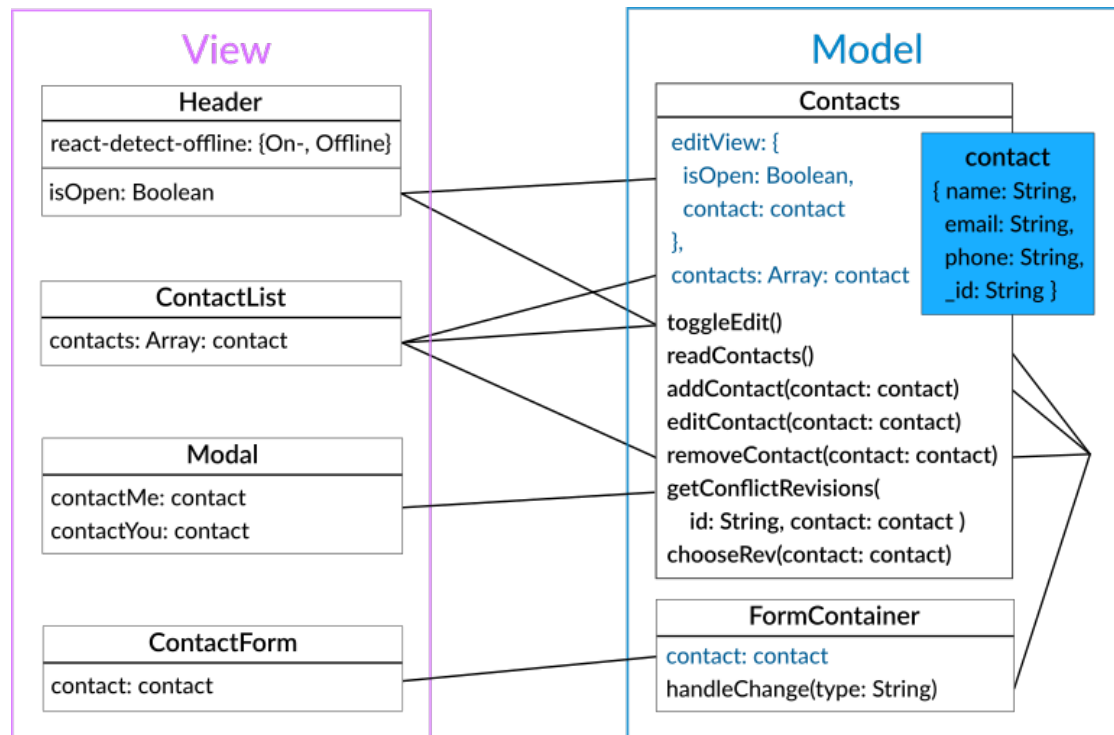 View
Header
react-detect-offline: {On-, Offline}
isOpen: Boolean
ContactList
contacts: Array: contact
Modal
contactMe: contact
contactYou: contact
ContactForm
contact: contact
Model
Contacts
editView: {
isOpen: Boolean,
contact: contact
},
contacts: Array: contact
toggleEdit()
readContacts()
addContact(contact: contact)
editContact(contact: contact)
removeContact(contact: contact)
getConflictRevisions(
id: String, contact: contact )
chooseRev(contact: contact)
contact
{ name: String,
email: String,
phone: String,
_id: String }
FormContainer
contact: contact
handleChange(type: String)